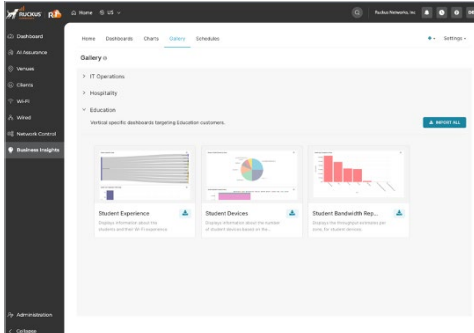 RUCKUS
Home
US
Ruckus Networks, Inc
Dashboard
AI Assurance
Venues
Clients
Wi-Fi
Wired
Network Control
Business Insights
Administration
Collapse
Home Dashboards Charts Gallery Schedules
Settings
Gallery
> IT Operations
> Hospitality
Education
Vertical specific dashboards targeting Education customers.
IMPORT ALL
Student Experience
Displays information about the
students and their Wi-Fi experience
Student Devices
Displays information about the number
of student devices based on the...
Student Bandwidth Rep...
Displays the throughput
for student devices